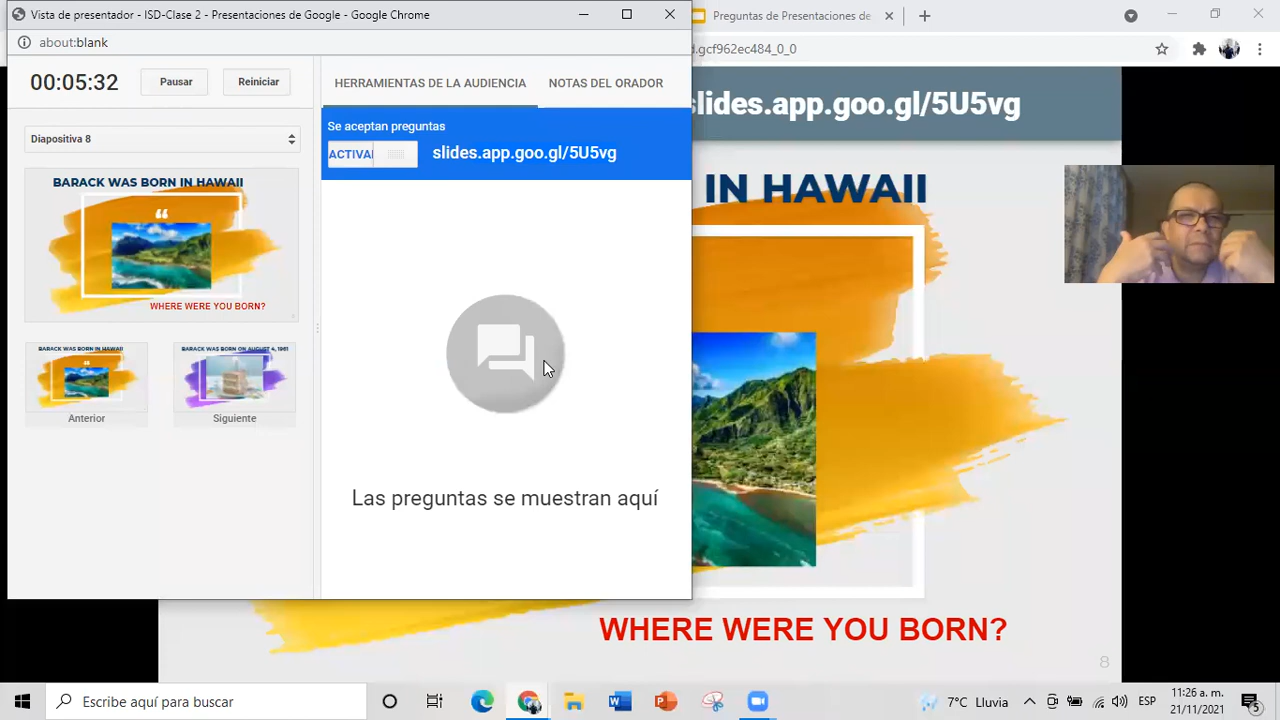 Vista de presentador - ISD-Clase 2 - Presentaciones de Google - Google Chrome
Preguntas de Presentaciones de
about:blank
d.gcf962ec484_0_0
00:05:32
Pausar
Reiniciar
HERRAMIENTAS DE LA AUDIENCIA
NOTAS DEL ORADOR
slides.app.goo.gl/5U5vg
Se aceptan preguntas
Diapositiva 8
ACTIVA
slides.app.goo.gl/5U5vg
BARACK WAS BORN IN HAWAII
IN HAWAII
“
WHERE WERE YOU BORN?
BARACK WAS BORN IN HAWAII
BARACK WAS BORN ON AUGUST 4, 1961
Anterior
Siguiente
Las preguntas se muestran aquí
WHERE WERE YOU BORN?
8
Escribe aquí para buscar
7°C Lluvia
ESP
11:26 a. m.
21/11/2021
5